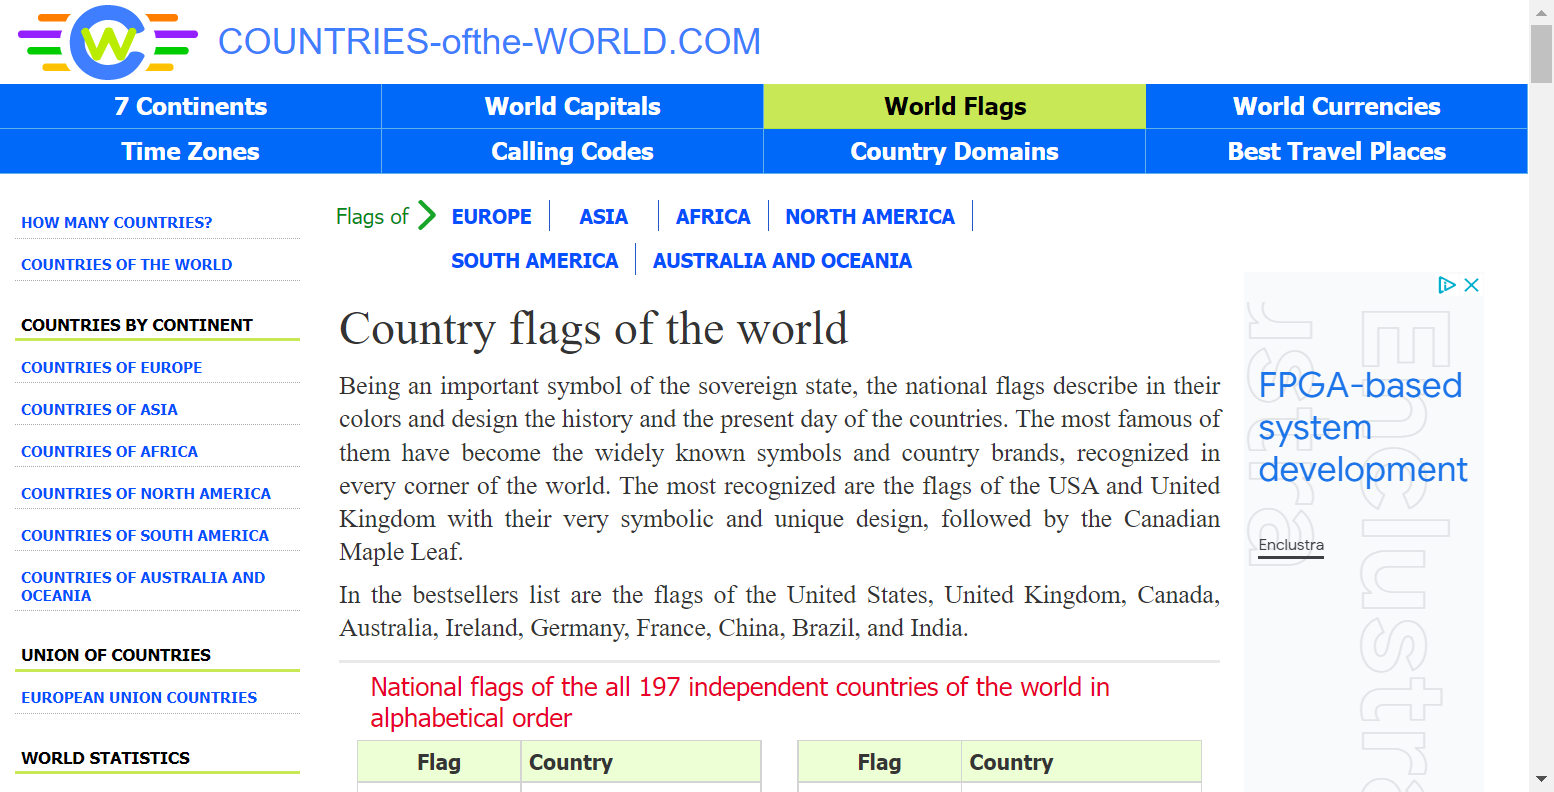 CW
COUNTRIES-ofthe-WORLD.COM
7 Continents
World Capitals
World Flags
World Currencies
Time Zones
Calling Codes
Country Domains
Best Travel Places
HOW MANY COUNTRIES?
COUNTRIES OF THE WORLD
COUNTRIES BY CONTINENT
COUNTRIES OF EUROPE
COUNTRIES OF ASIA
COUNTRIES OF AFRICA
COUNTRIES OF NORTH AMERICA
COUNTRIES OF SOUTH AMERICA
COUNTRIES OF AUSTRALIA AND
OCEANIA
UNION OF COUNTRIES
EUROPEAN UNION COUNTRIES
WORLD STATISTICS
Flags of
EUROPE
ASIA
AFRICA
NORTH AMERICA
SOUTH AMERICA
AUSTRALIA AND OCEANIA
Country flags of the world
Being an important symbol of the sovereign state, the national flags describe in their
colors and design the history and the present day of the countries. The most famous of
them have become the widely known symbols and country brands, recognized in
every corner of the world. The most recognized are the flags of the USA and United
Kingdom with their very symbolic and unique design, followed by the Canadian
Maple Leaf.
In the bestsellers list are the flags of the United States, United Kingdom, Canada,
Australia, Ireland, Germany, France, China, Brazil, and India.
National flags of the all 197 independent countries of the world in
alphabetical order
Flag
Country
Flag
Country
FPGA-based
system
development
Enclustra
Enclustr